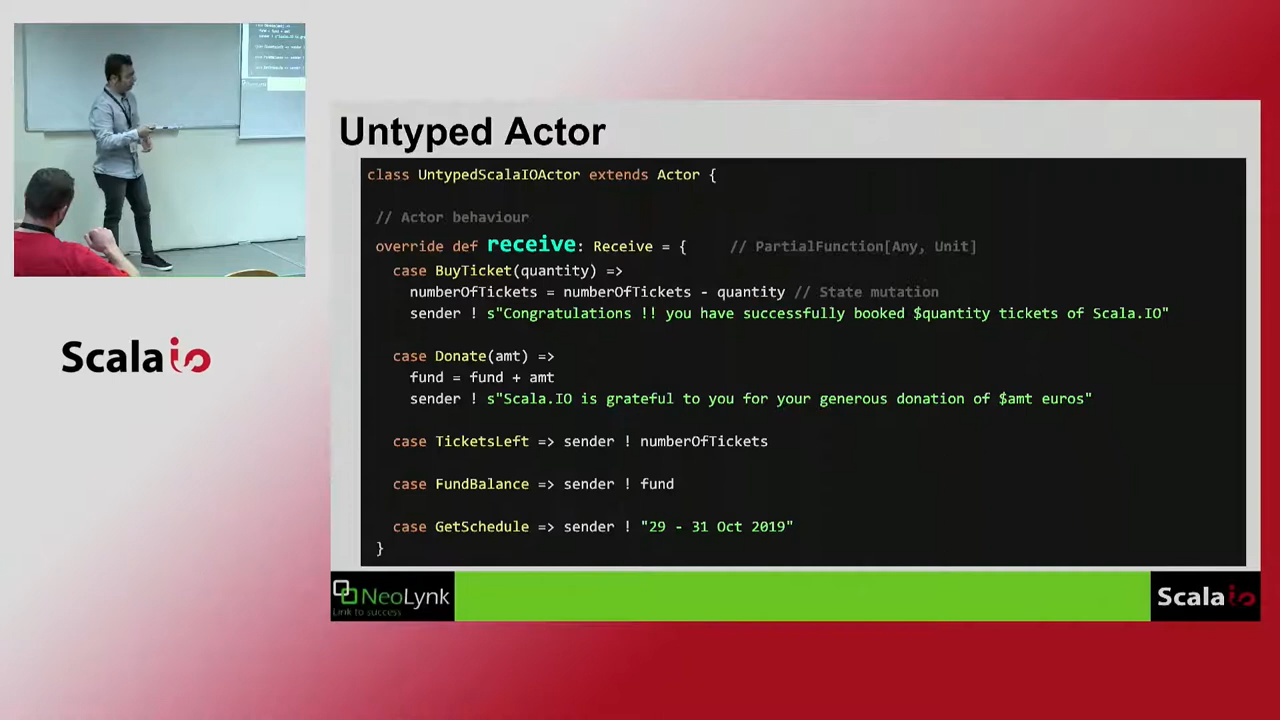 Untyped Actor
class UntypedScalaIOActor extends Actor {
// Actor behaviour
override def receive: Receive = { // PartialFunction[Any, Unit]
case BuyTicket(quantity) =>
numberOfTickets = numberOfTickets - quantity // State mutation
sender ! s"Congratulations !! you have successfully booked $quantity tickets of Scala.IO"
case Donate(amt) =>
fund = fund + amt
sender ! s"Scala.IO is grateful to you for your generous donation of $amt euros"
case TicketsLeft => sender ! numberOfTickets
case FundBalance => sender ! fund
case GetSchedule => sender ! "29 - 31 Oct 2019"
}
Scala io
NeoLynk
Link to success
Scala io